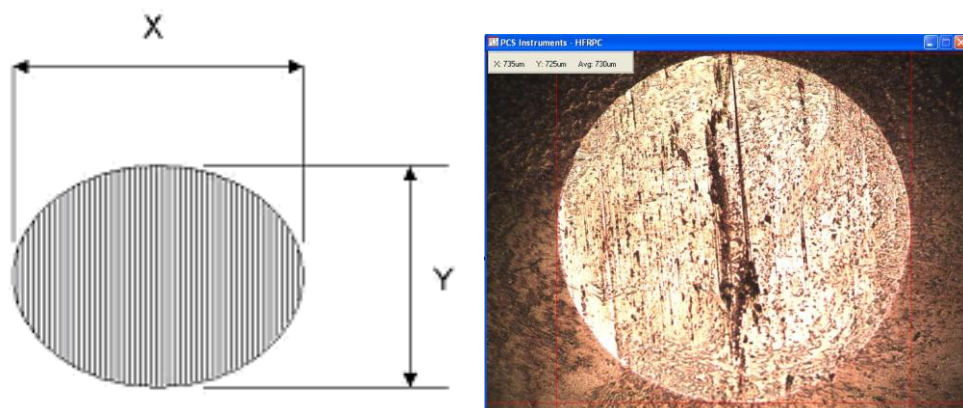 X
Y
PCS Instruments - HFRPC
X: 735um Y: 725um Avg: 730um